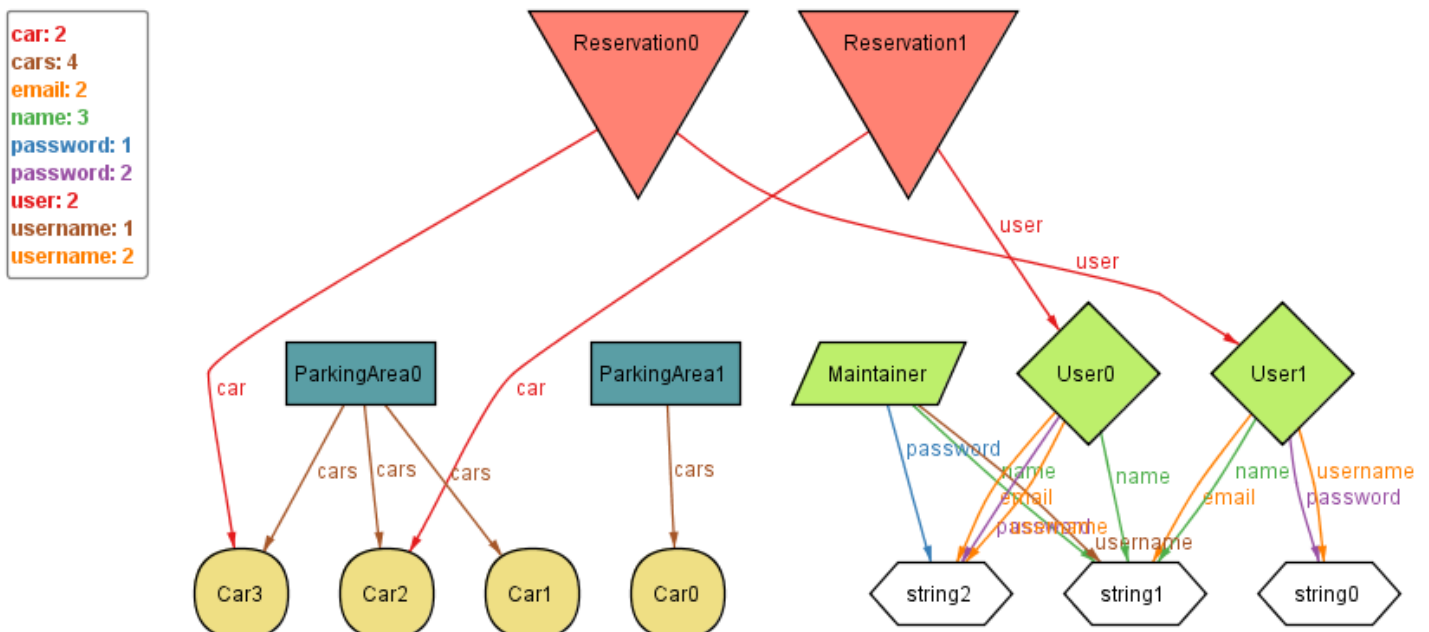 car: 2
cars: 4
email: 2
name: 3
password: 1
password: 2
user: 2
username: 1
username: 2
Reservation0
Reservation1
user
user
ParkingArea0
ParkingArea1
Maintainer
User0
User1
car
car
cars
cars
cars
cars
password
name
name
name
username
email
email
password
password
username
username
Car3
Car2
Car1
Car0
string2
string1
string0